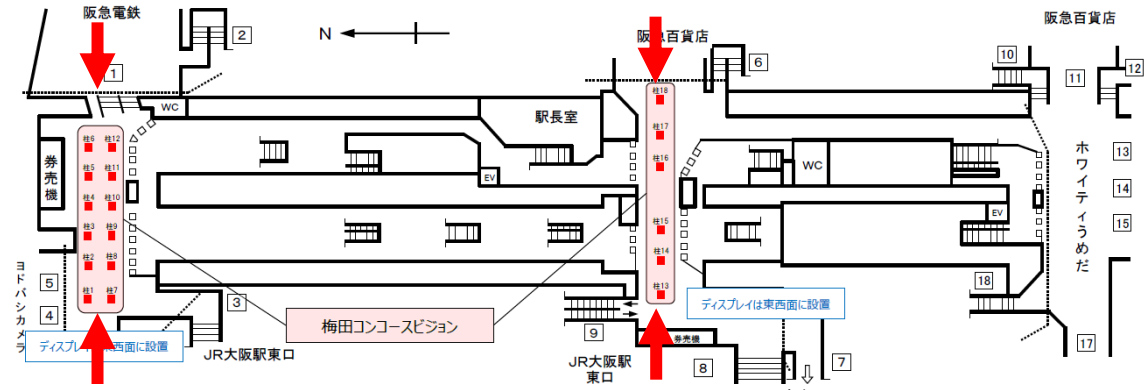 阪急電鉄
2
N
阪急百貨店
6
阪急百貨店
10
11
12
1
WC
駅長室
柱18
柱17
柱16
柱15
柱14
柱13
柱6 柱12
柱5 柱11
柱4 柱10
柱3 柱9
柱2 柱8
柱1 柱7
券売機
EV
WC
EV
ホワイティうめだ
13
14
15
ヨドバシカメラ
5
4
3
18
17
梅田コンコースビジョン
ディスプレイは東西面に設置
ディスプレイ 東西面に設置
JR大阪駅東口
9
JR大阪駅
東口
券売機
8
7